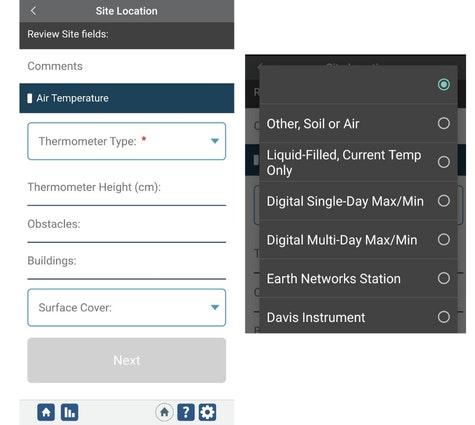 Site Location
Review Site fields:
Comments
Air Temperature
Thermometer Type: *
Thermometer Height (cm):
Obstacles:
Buildings:
Surface Cover:
Next
?
Other, Soil or Air
Liquid-Filled, Current Temp
Only
Digital Single-Day Max/Min
Digital Multi-Day Max/Min
Earth Networks Station
Davis Instrument